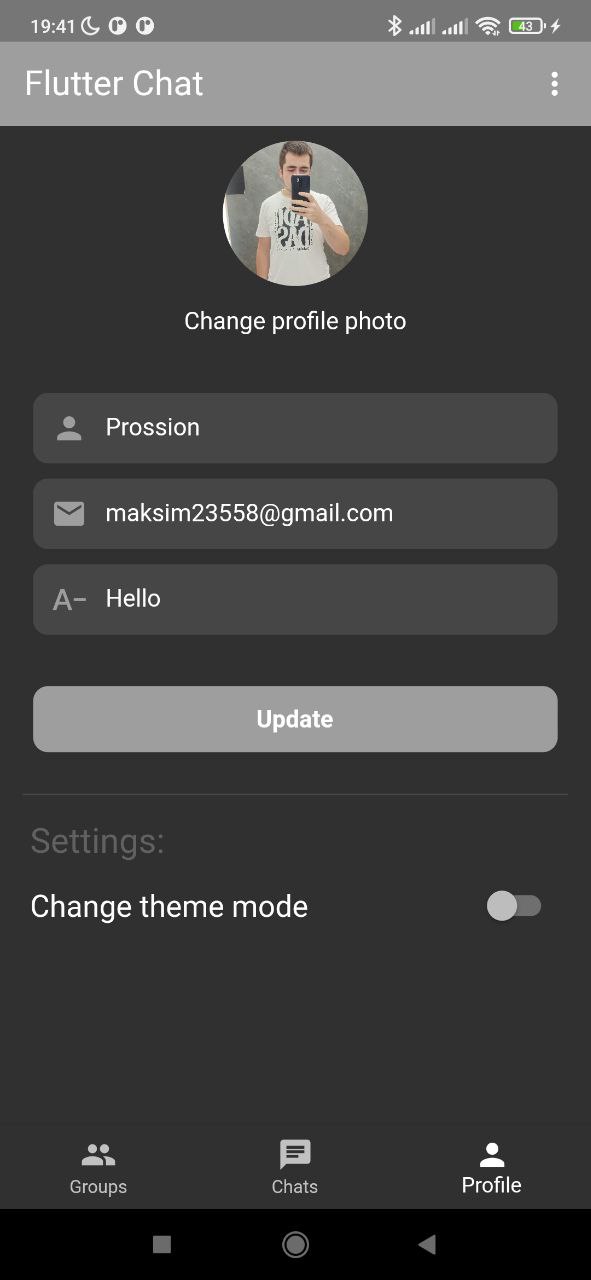 19:41
43
Flutter Chat
Change profile photo
Prossion
maksim23558@gmail.com
A- Hello
Update
Settings:
Change theme mode
Groups Chats Profile